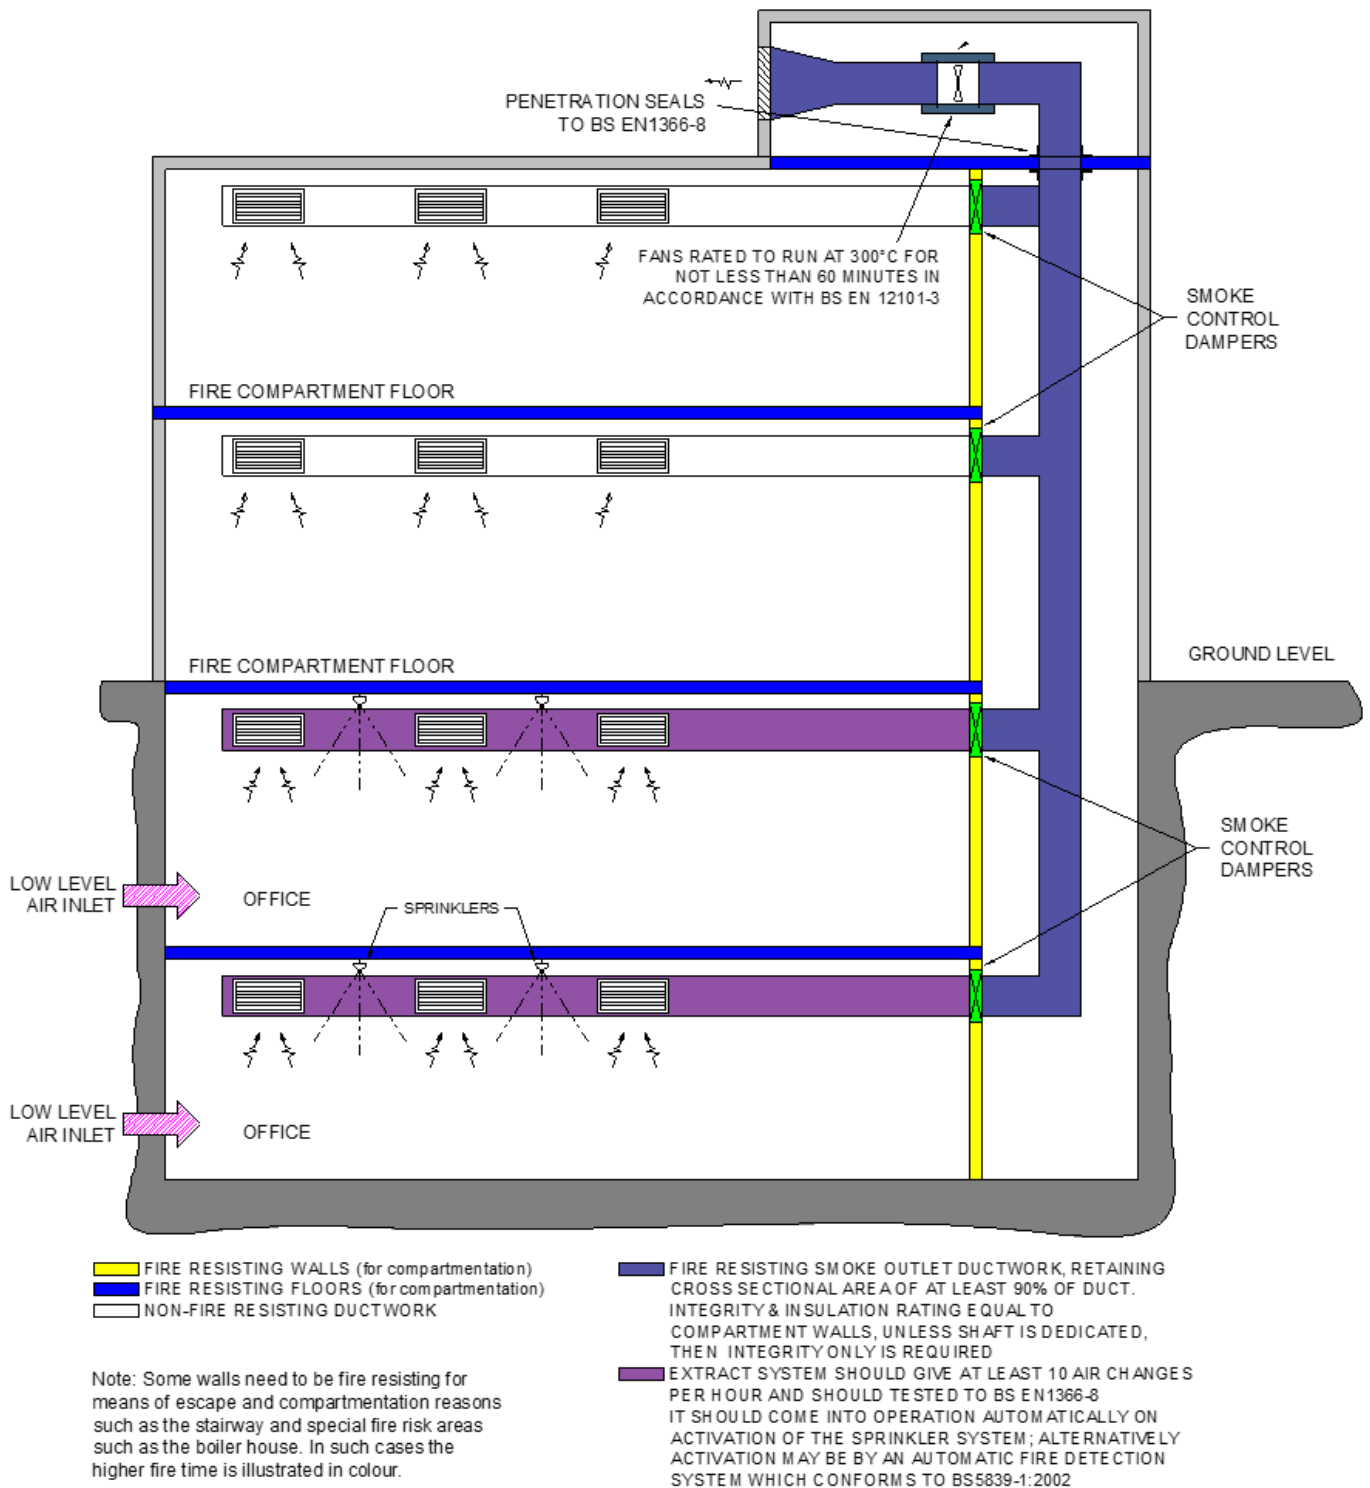 PENETRATION SEALS
TO BS EN1366-8
FANS RATED TO RUN AT 300°C FOR
NOT LESS THAN 60 MINUTES IN
ACCORDANCE WITH BS EN 12101-3
SMOKE
CONTROL
DAMPERS
FIRE COMPARTMENT FLOOR
FIRE COMPARTMENT FLOOR
GROUND LEVEL
SMOKE
CONTROL
DAMPERS
LOW LEVEL
AIR INLET
OFFICE
SPRINKLERS
LOW LEVEL
AIR INLET
OFFICE
FIRE RESISTING WALLS (for compartmentation)
FIRE RESISTING FLOORS (for compartmentation)
NON-FIRE RESISTING DUCTWORK
Note: Some walls need to be fire resisting for
means of escape and compartmentation reasons
such as the stairway and special fire risk areas
such as the boiler house. In such cases the
higher fire time is illustrated in colour.
FIRE RESISTING SMOKE OUTLET DUCTWORK, RETAINING
CROSS SECTIONAL AREA OF AT LEAST 90% OF DUCT.
INTEGRITY & INSULATION RATING EQUAL TO
COMPARTMENT WALLS, UNLESS SHAFT IS DEDICATED,
THEN INTEGRITY ONLY IS REQUIRED
EXTRACT SYSTEM SHOULD GIVE AT LEAST 10 AIR CHANGES
PER HOUR AND SHOULD TESTED TO BS EN1366-8
IT SHOULD COME INTO OPERATION AUTOMATICALLY ON
ACTIVATION OF THE SPRINKLER SYSTEM; ALTERNATIVELY
ACTIVATION MAY BE BY AN AUTOMATIC FIRE DETECTION
SYSTEM WHICH CONFORMS TO BS5839-1:2002